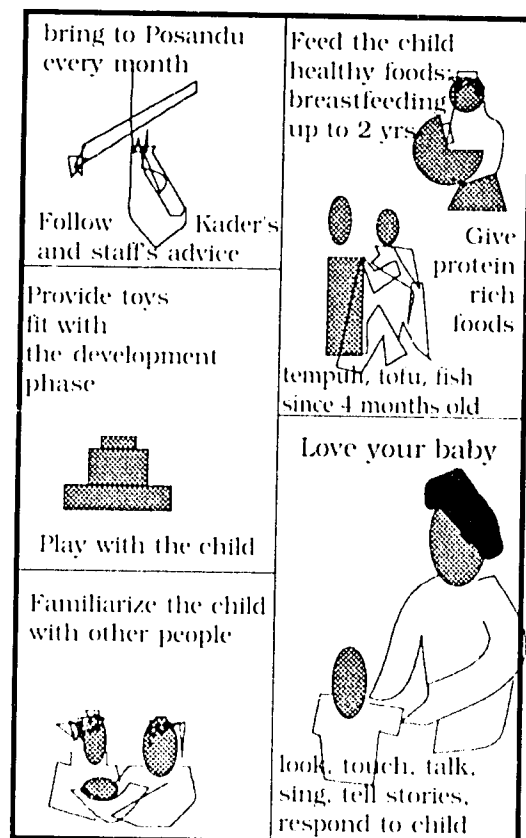 bring to Posandu
every month
Follow Kader's
and staff's advice
Provide toys
fit with
the development
phase
Play with the child
Familiarize the child
with other people
Feed the child
healthy foods:
breastfeeding
up to 2 yrs
Give
protein
rich
foods
tempuh, tofu, fish
since 4 months old
Love your baby
look, touch, talk,
sing, tell stories,
respond to child